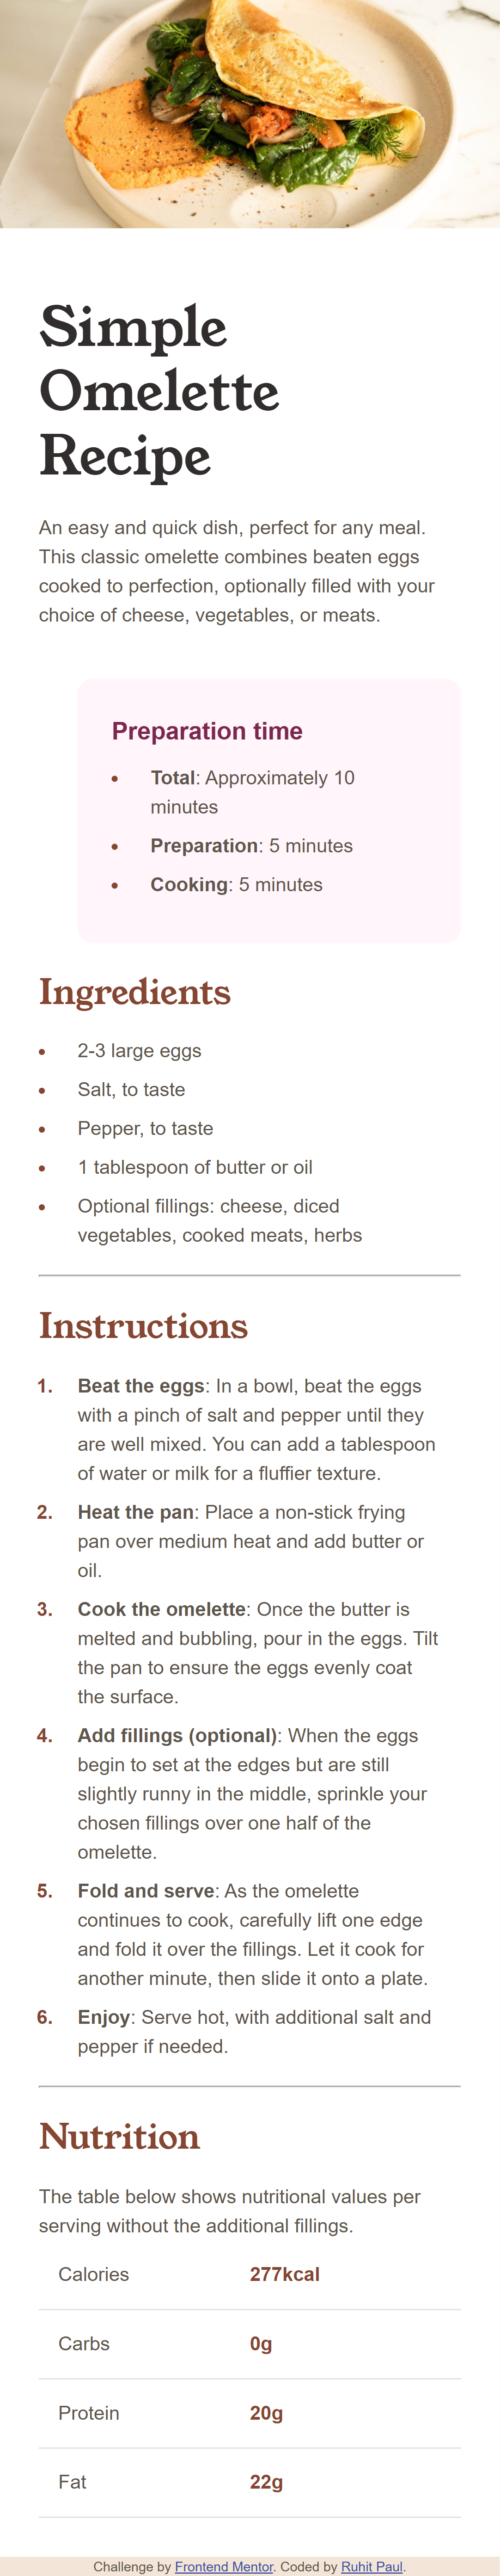 Simple
Omelette
Recipe
An easy and quick dish, perfect for any meal.
This classic omelette combines beaten eggs
cooked to perfection, optionally filled with your
choice of cheese, vegetables, or meats.
Preparation time
• Total: Approximately 10
minutes
• Preparation: 5 minutes
• Cooking: 5 minutes
Ingredients
• 2-3 large eggs
• Salt, to taste
• Pepper, to taste
• 1 tablespoon of butter or oil
• Optional fillings: cheese, diced
vegetables, cooked meats, herbs
Instructions
1. Beat the eggs: In a bowl, beat the eggs
with a pinch of salt and pepper until they
are well mixed. You can add a tablespoon
of water or milk for a fluffier texture.
2. Heat the pan: Place a non-stick frying
pan over medium heat and add butter or
oil.
3. Cook the omelette: Once the butter is
melted and bubbling, pour in the eggs. Tilt
the pan to ensure the eggs evenly coat
the surface.
4. Add fillings (optional): When the eggs
begin to set at the edges but are still
slightly runny in the middle, sprinkle your
chosen fillings over one half of the
omelette.
5. Fold and serve: As the omelette
continues to cook, carefully lift one edge
and fold it over the fillings. Let it cook for
another minute, then slide it onto a plate.
6. Enjoy: Serve hot, with additional salt and
pepper if needed.
Nutrition
The table below shows nutritional values per
serving without the additional fillings.
Calories 277kcal
Carbs 0g
Protein 20g
Fat 22g
Challenge by Frontend Mentor. Coded by Ruhit Paul.